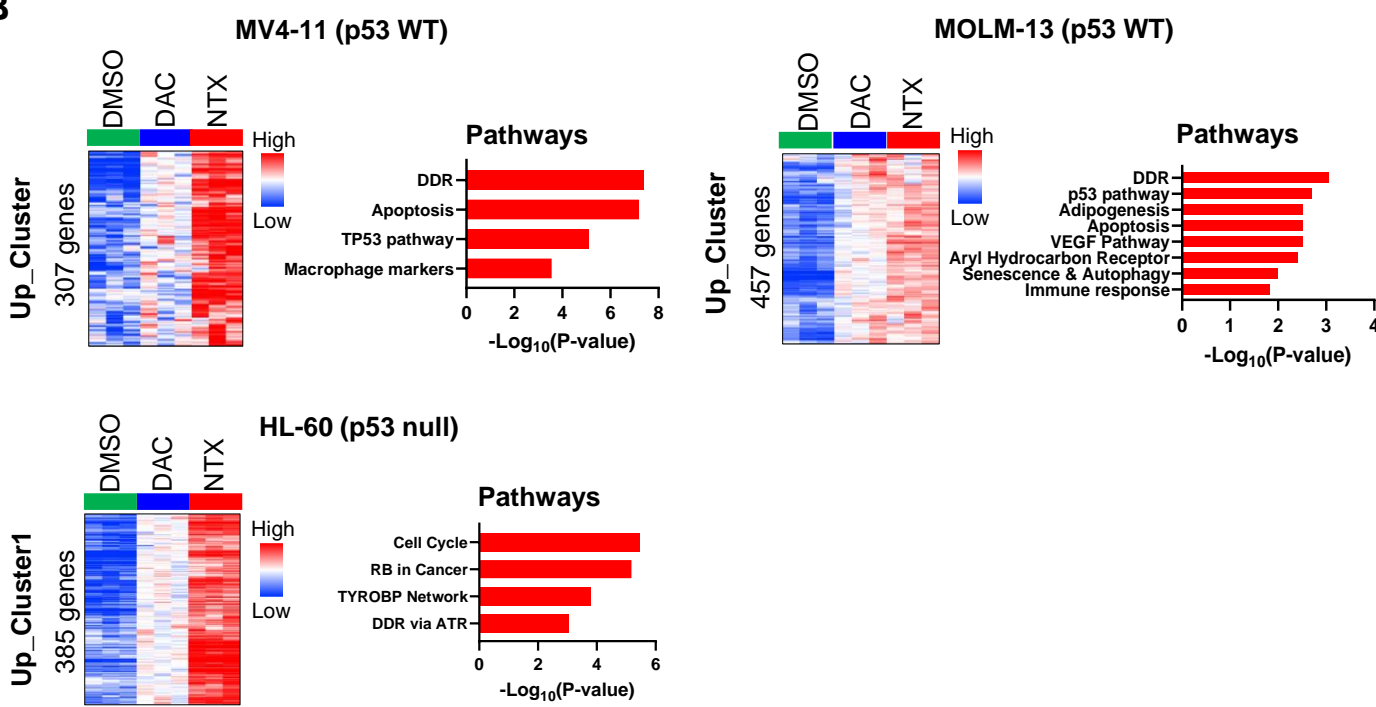 B
MV4-11 (p53 WT)
DMSO
DAC
NTX
High
Low
Up_Cluster
307 genes
Pathways
DDR
Apoptosis
TP53 pathway
Macrophage markers
0 2 4 6 8
-Log10(P-value)
MOLM-13 (p53 WT)
DMSO
DAC
NTX
High
Low
Up_Cluster
457 genes
Pathways
DDR
p53 pathway
Adipogenesis
Apoptosis
VEGF Pathway
Aryl Hydrocarbon Receptor
Senescence & Autophagy
Immune response
0 1 2 3 4
-Log10(P-value)
HL-60 (p53 null)
DMSO
DAC
NTX
High
Low
Up_Cluster1
385 genes
Pathways
Cell Cycle
RB in Cancer
TYROBP Network
DDR via ATR
0 2 4 6
-Log10(P-value)